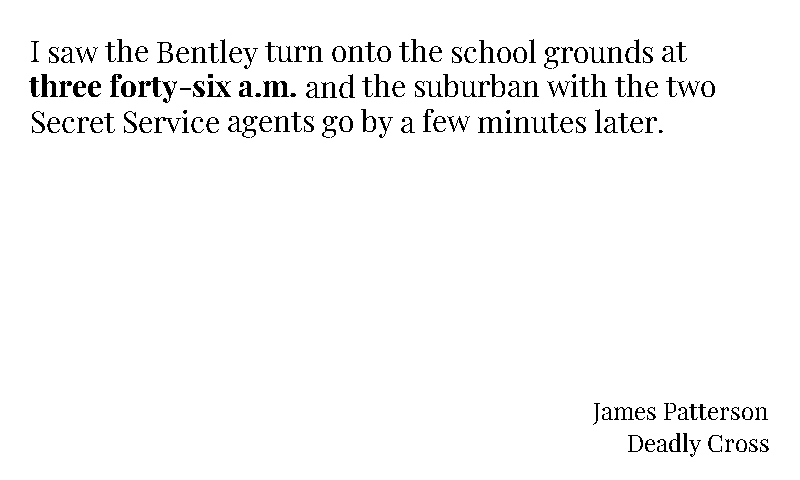 I saw the Bentley turn onto the school grounds at
three forty-six a.m. and the suburban with the two
Secret Service agents go by a few minutes later.
James Patterson
Deadly Cross